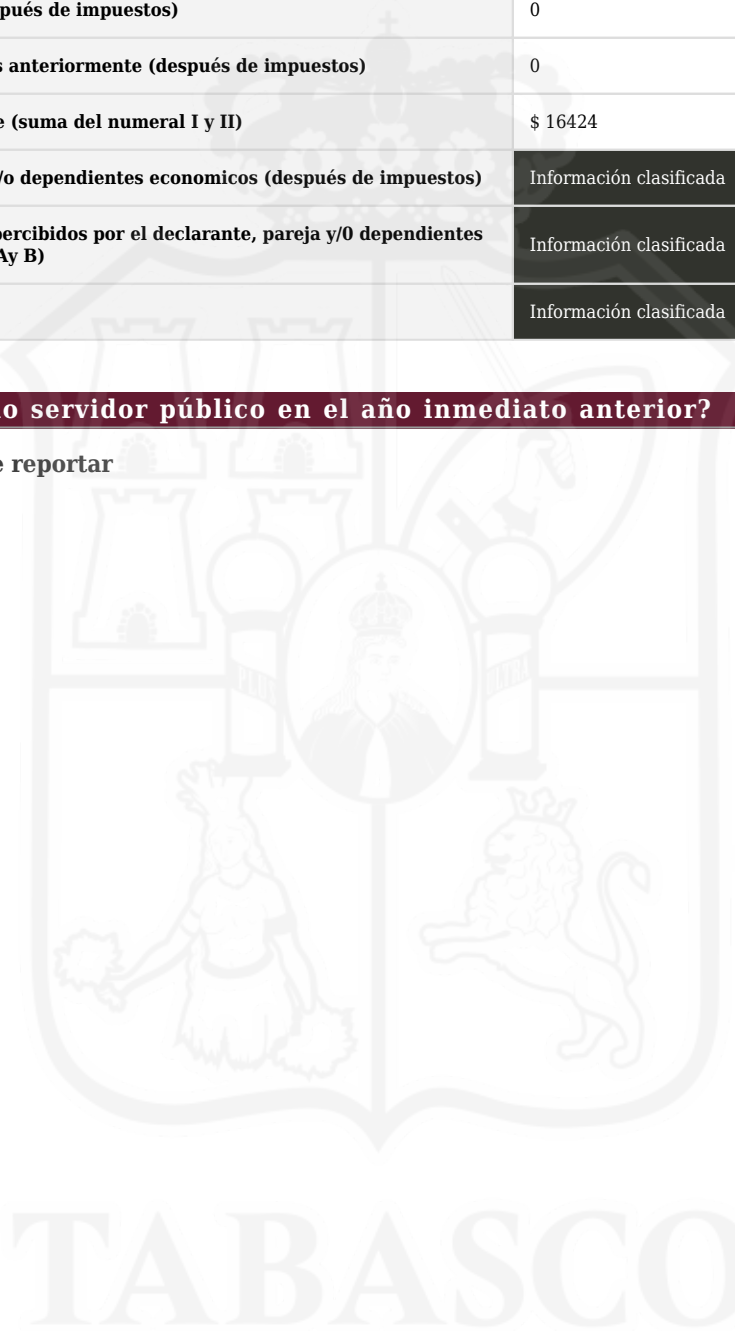 pués de impuestos) 0
s anteriormente (después de impuestos) 0
e (suma del numeral I y II) $ 16424
/o dependientes economicos (después de impuestos) Información clasificada
percibidos por el declarante, pareja y/0 dependientes
Ay B) Información clasificada
Información clasificada
o servidor público en el año inmediato anterior?
e reportar
PLUS ULTRA
TABASCO